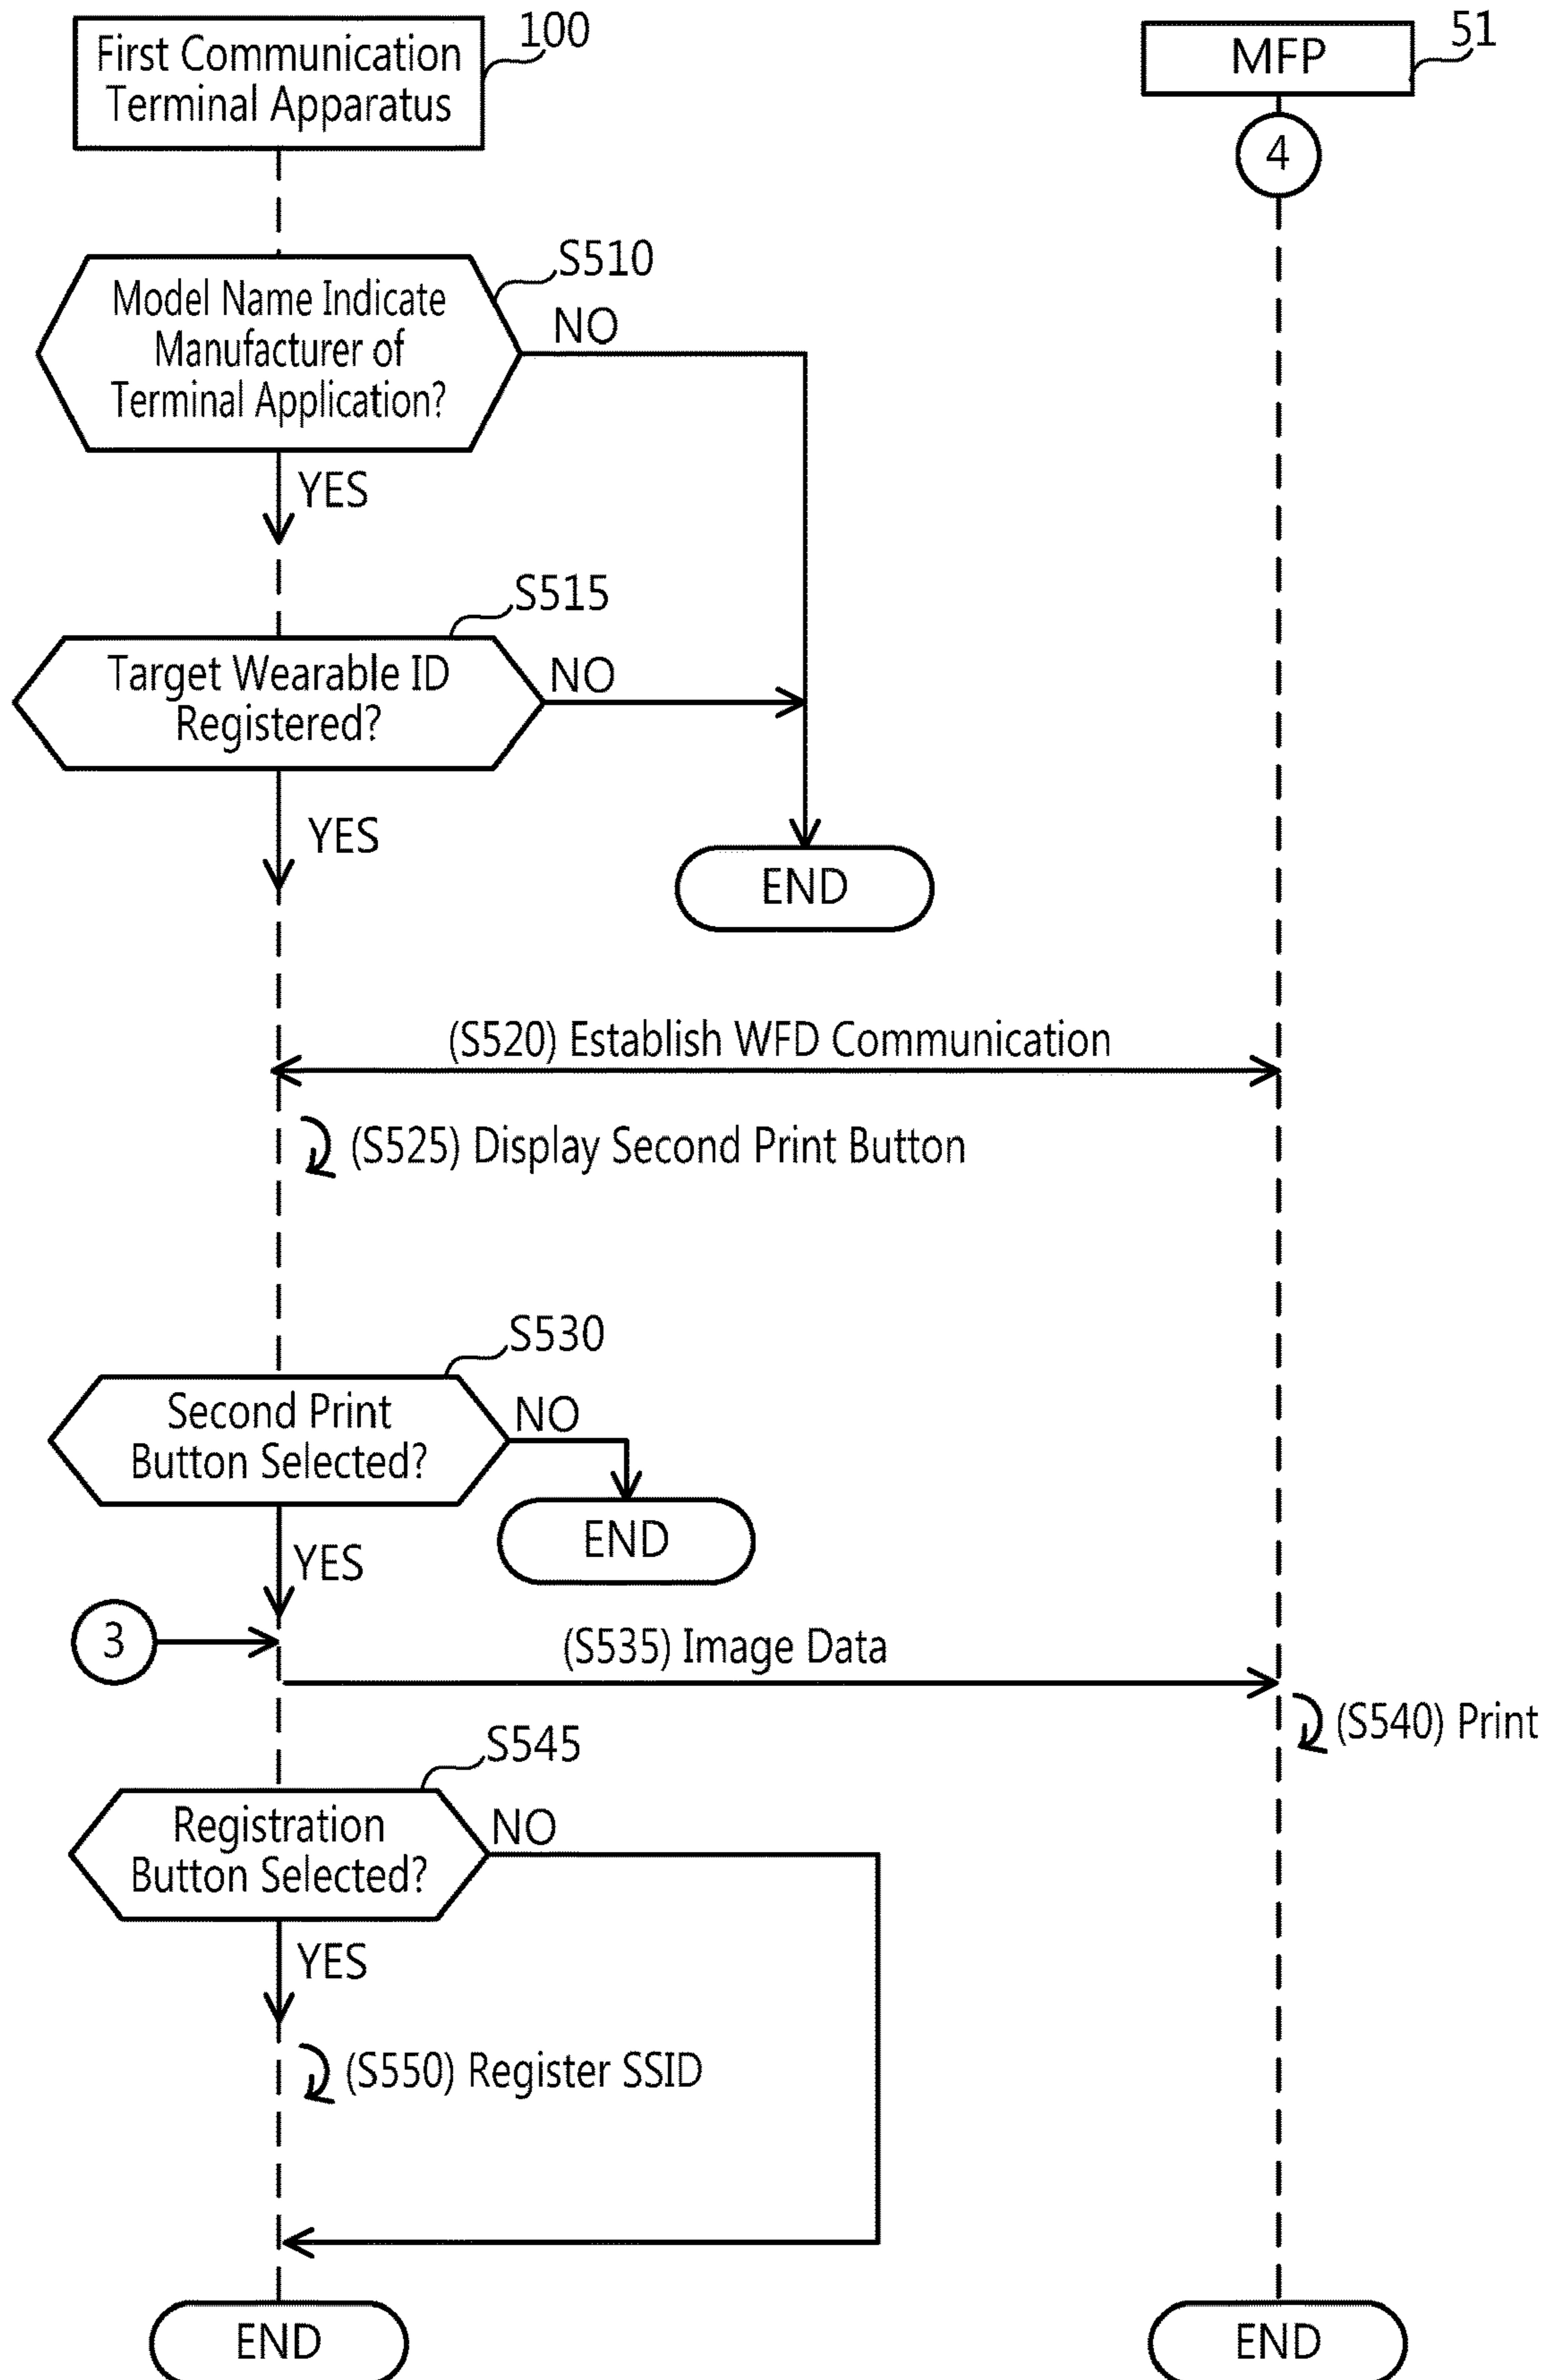 First Communication
Terminal Apparatus
100
MFP
51
4
S510
Model Name Indicate
Manufacturer of
Terminal Application?
NO
YES
S515
Target Wearable ID
Registered?
NO
YES
END
(S520) Establish WFD Communication
(S525) Display Second Print Button
S530
Second Print
Button Selected?
NO
END
YES
3
(S535) Image Data
(S540) Print
S545
Registration
Button Selected?
NO
YES
(S550) Register SSID
END
END